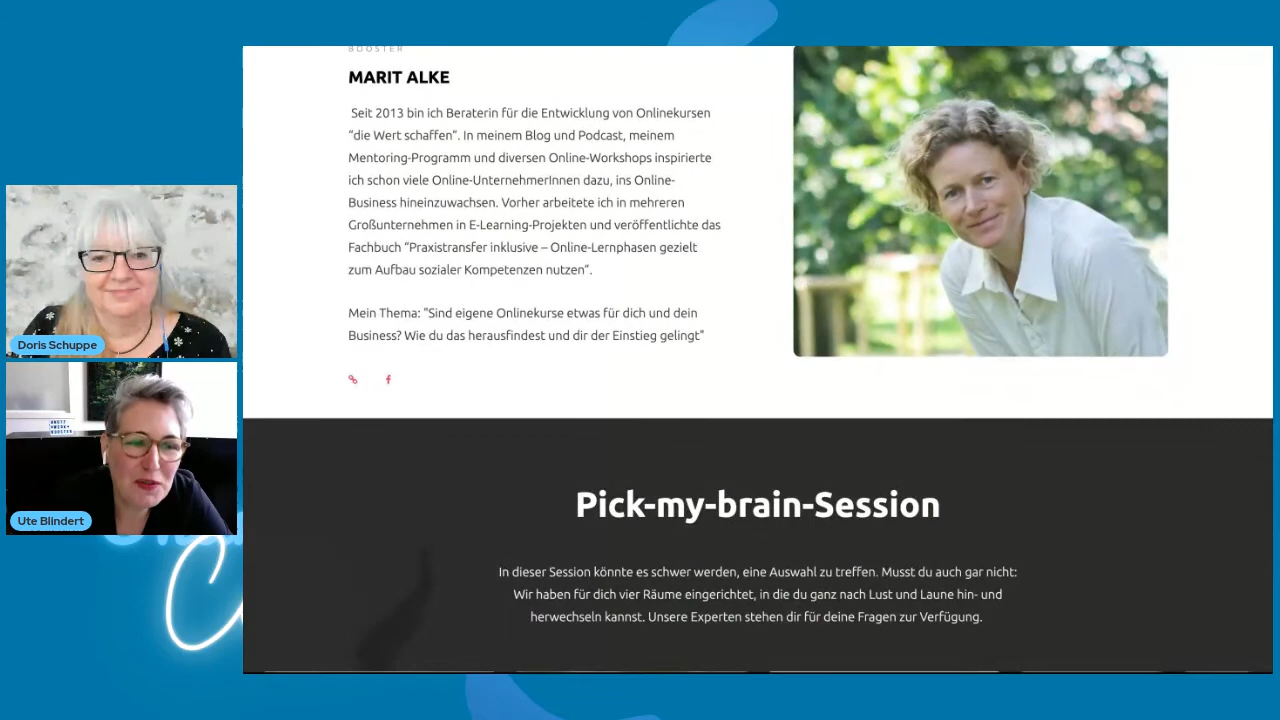 BOOSTER
MARIT ALKE
Seit 2013 bin ich Beraterin für die Entwicklung von Onlinekursen
"die Wert schaffen". In meinem Blog und Podcast, meinem
Mentoring-Programm und diversen Online-Workshops inspirierte
ich schon viele Online-UnternehmerInnen dazu, ins Online-
Business hineinzuwachsen. Vorher arbeitete ich in mehreren
Großunternehmen in E-Learning-Projekten und veröffentlichte das
Fachbuch "Praxistransfer inklusive – Online-Lernphasen gezielt
zum Aufbau sozialer Kompetenzen nutzen".
Mein Thema: "Sind eigene Onlinekurse etwas für dich und dein
Business? Wie du das herausfindest und dir der Einstieg gelingt"
Doris Schuppe
Ute Blindert
Pick-my-brain-Session
In dieser Session könnte es schwer werden, eine Auswahl zu treffen. Musst du auch gar nicht:
Wir haben für dich vier Räume eingerichtet, in die du ganz nach Lust und Laune hin- und
herwechseln kannst. Unsere Experten stehen dir für deine Fragen zur Verfügung.